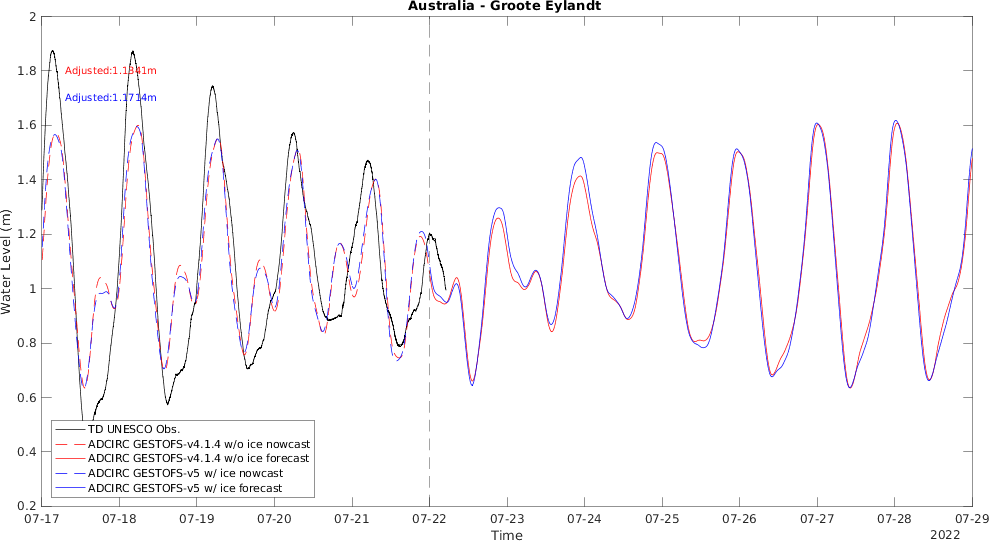 Australia - Groote Eylandt
2
1.8
1.6
1.4
1.2
1
0.8
0.6
0.4
0.2
Water Level (m)
Adjusted:1.1341m
Adjusted:1.1714m
TD UNESCO Obs.
ADCIRC GESTOFS-v4.1.4 w/o ice nowcast
ADCIRC GESTOFS-v4.1.4 w/o ice forecast
ADCIRC GESTOFS-v5 w/ ice nowcast
ADCIRC GESTOFS-v5 w/ ice forecast
07-17 07-18 07-19 07-20 07-21 07-22 07-23 07-24 07-25 07-26 07-27 07-28 07-29
Time
2022